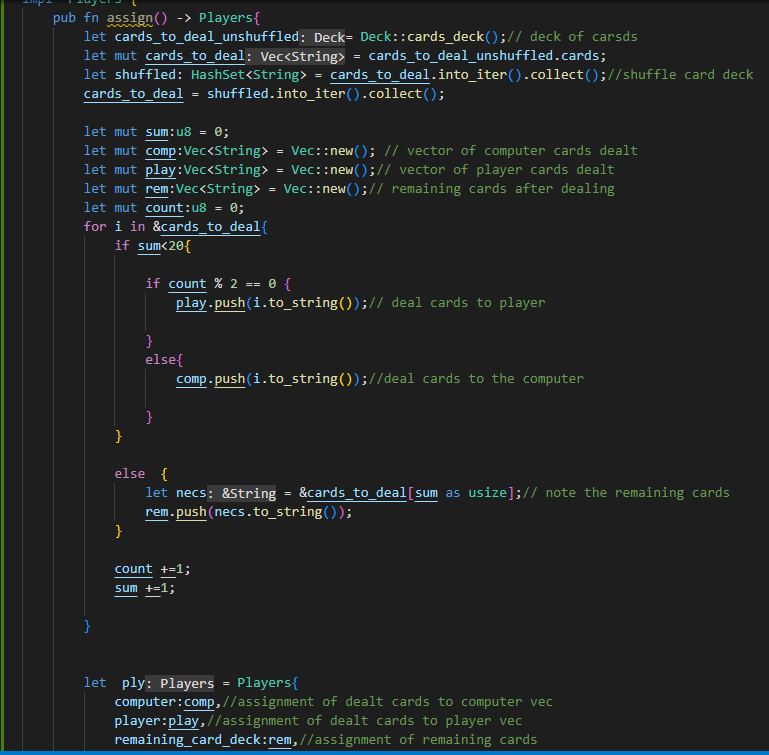 impl Players {
pub fn assign() -> Players{
let cards_to_deal_unshuffled: Deck= Deck::cards_deck();// deck of carsds
let mut cards_to_deal: Vec<String> = cards_to_deal_unshuffled.cards;
let shuffled: HashSet<String> = cards_to_deal.into_iter().collect();//shuffle card deck
cards_to_deal = shuffled.into_iter().collect();
let mut sum:u8 = 0;
let mut comp:Vec<String> = Vec::new(); // vector of computer cards dealt
let mut play:Vec<String> = Vec::new();// vector of player cards dealt
let mut rem:Vec<String> = Vec::new();// remaining cards after dealing
let mut count:u8 = 0;
for i in &cards_to_deal{
if sum<20{
if count % 2 == 0 {
play.push(i.to_string());// deal cards to player
}
else{
comp.push(i.to_string());//deal cards to the computer
}
}
else  {
let necs: &String = &cards_to_deal[sum as usize];// note the remaining cards
rem.push(necs.to_string());
}
count +=1;
sum +=1;
}
let  ply: Players = Players{
computer:comp,//assignment of dealt cards to computer vec
player:play,//assignment of dealt cards to player vec
remaining_card_deck:rem,//assignment of remaining cards